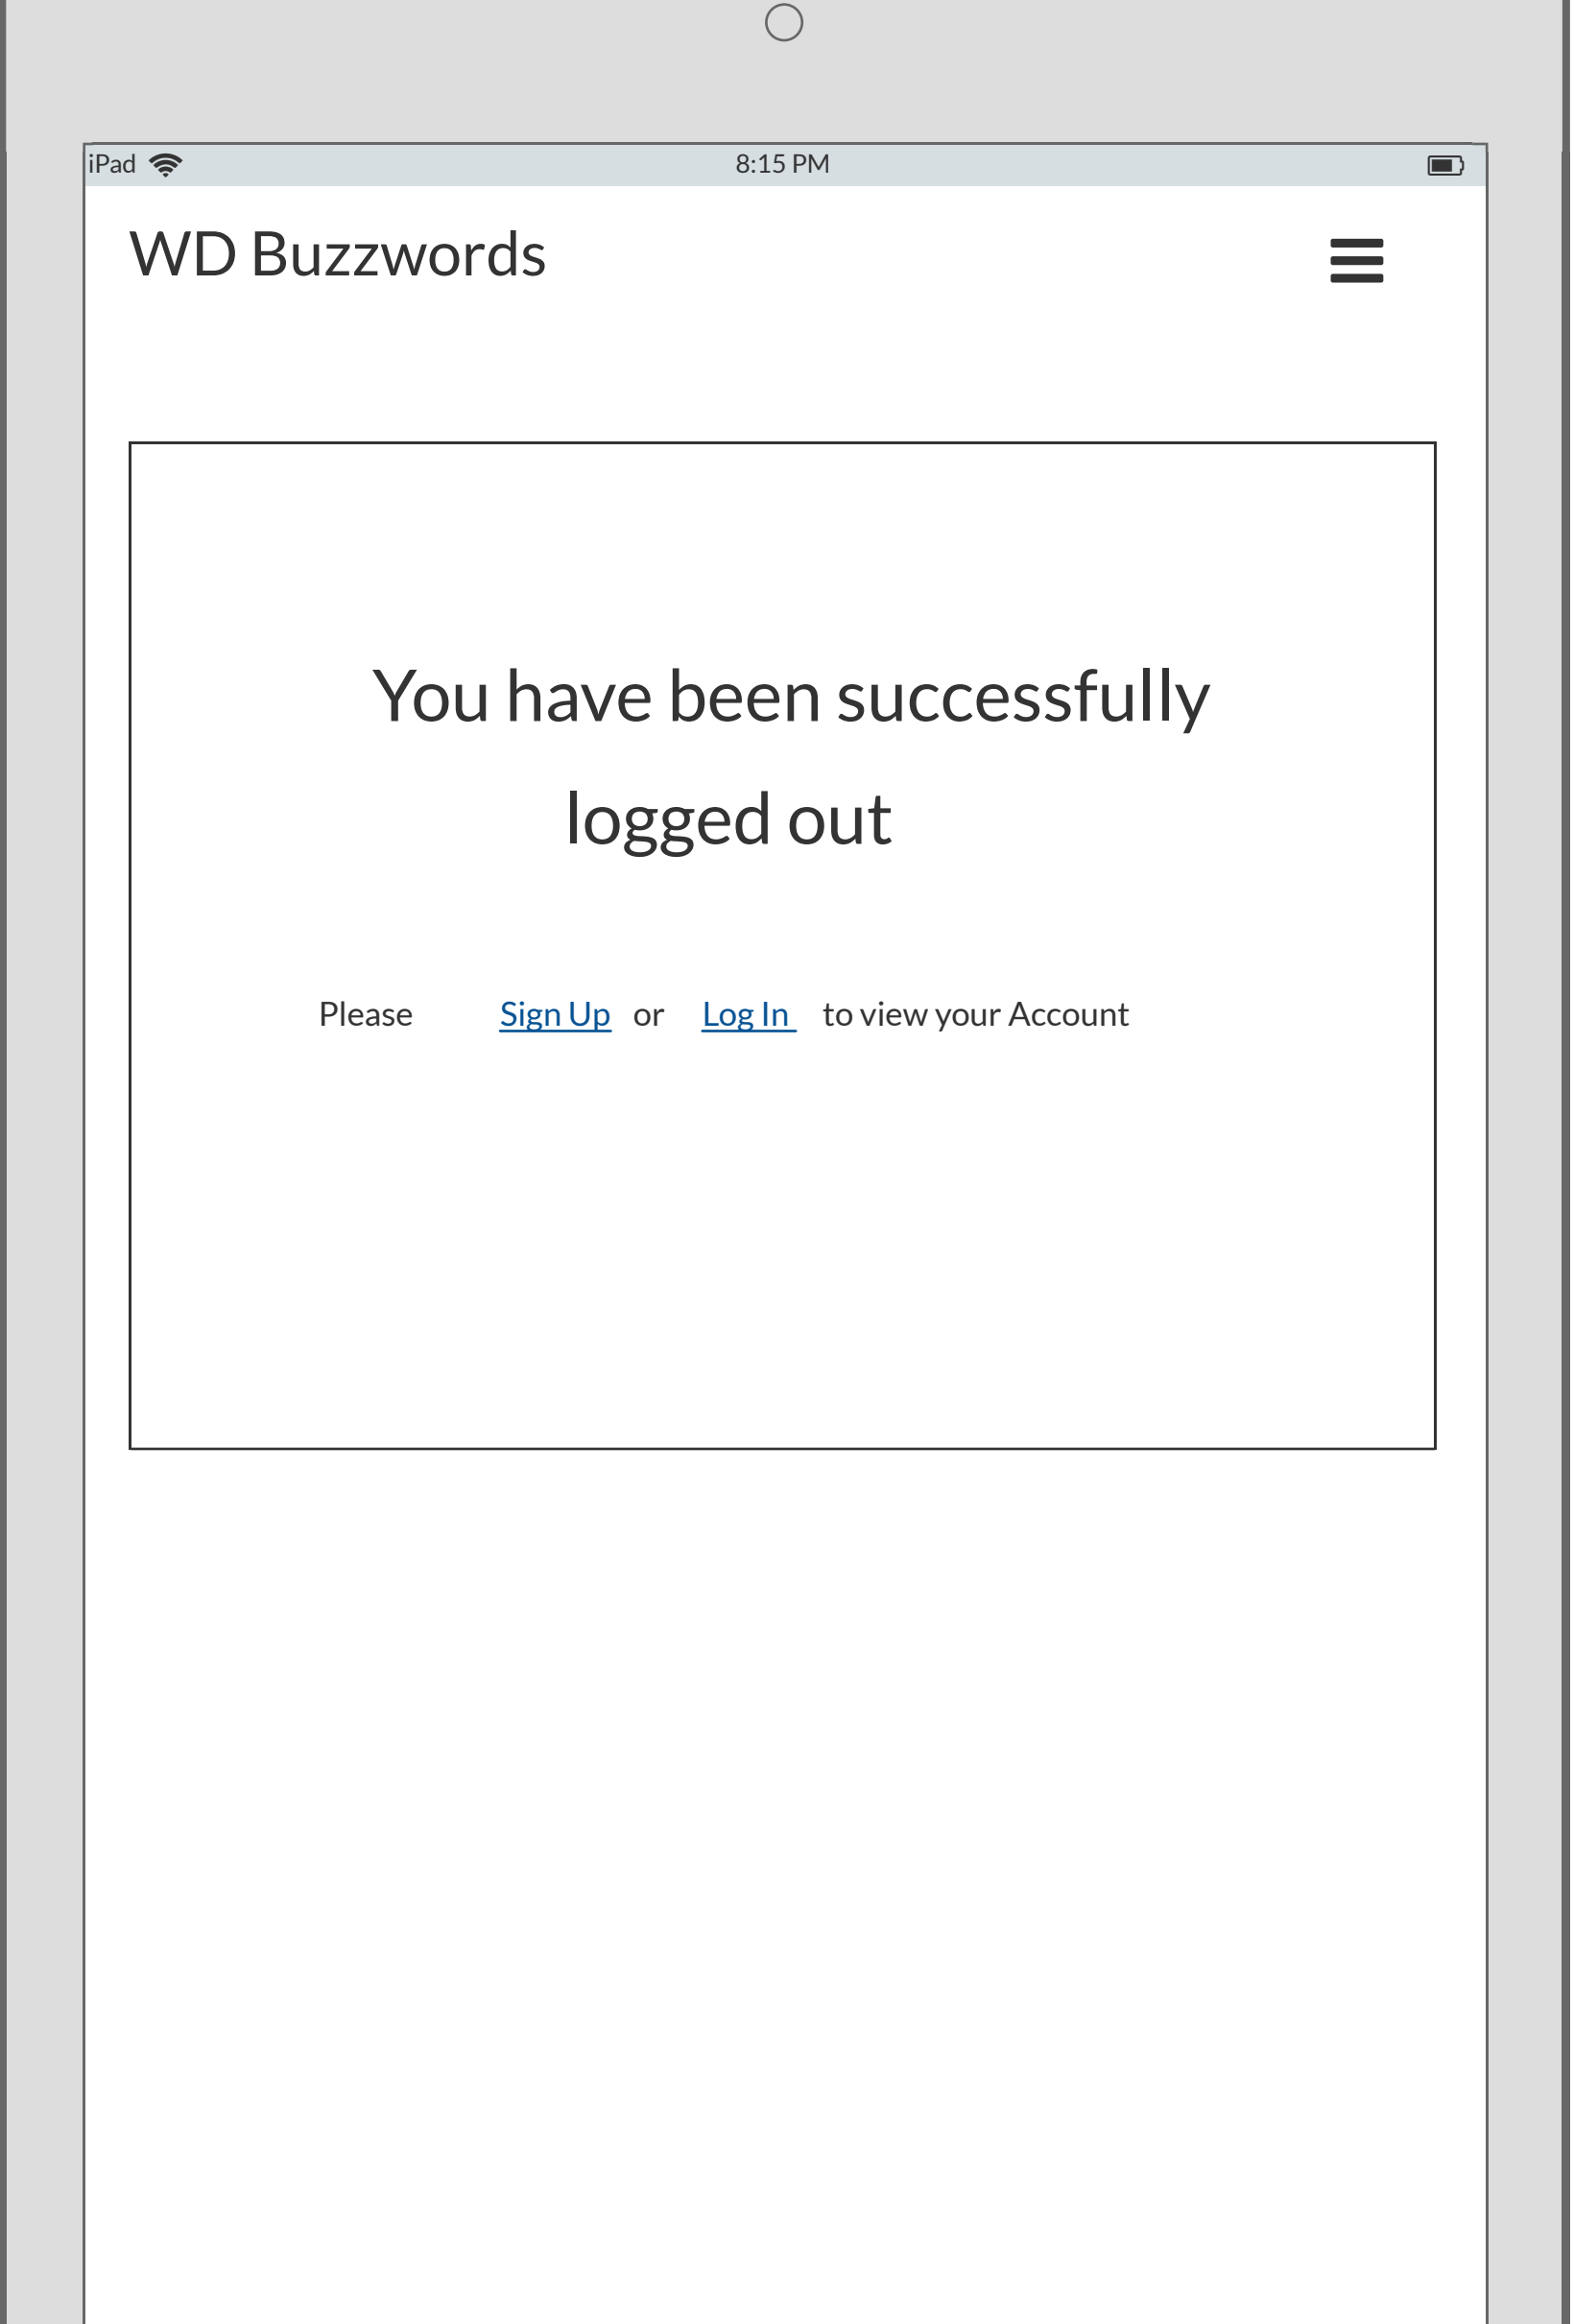 iPad 8:15 PM
WD Buzzwords
You have been successfully
logged out
Please Sign Up or Log In to view your Account